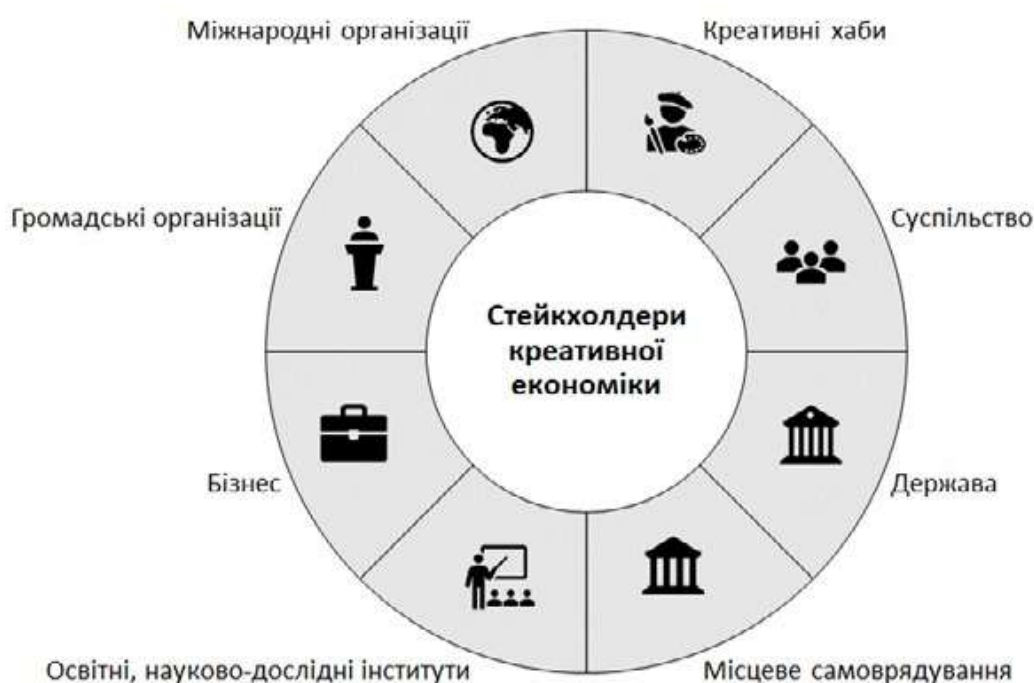 Міжнародні організації
Креативні хаби
Громадські організації
Суспільство
Стейкхолдери
креативної
економіки
Бізнес
Держава
Освітні, науково-дослідні інститути
Місцеве самоврядування